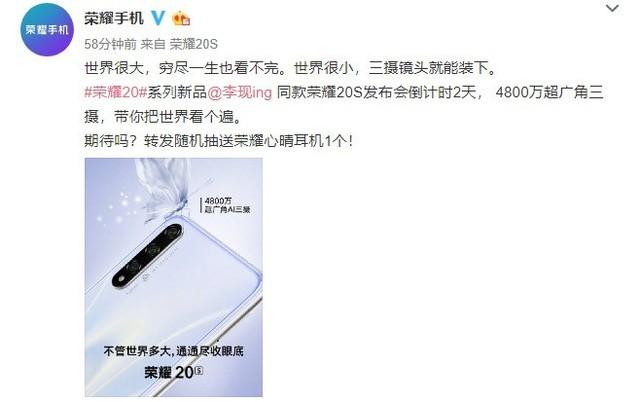 荣耀手机
荣耀手机
58分钟前 来自 荣耀20S
世界很大，穷尽一生也看不完。世界很小，三摄镜头就能装下。
#荣耀20#系列新品@李现ing 同款荣耀20S发布会倒计时2天， 4800万超广角三
摄，带你把世界看个遍。
期待吗？转发随机抽送荣耀心晴耳机1个！
4800万
超广角AI三摄
不管世界多大，通通尽收眼底
荣耀 20S